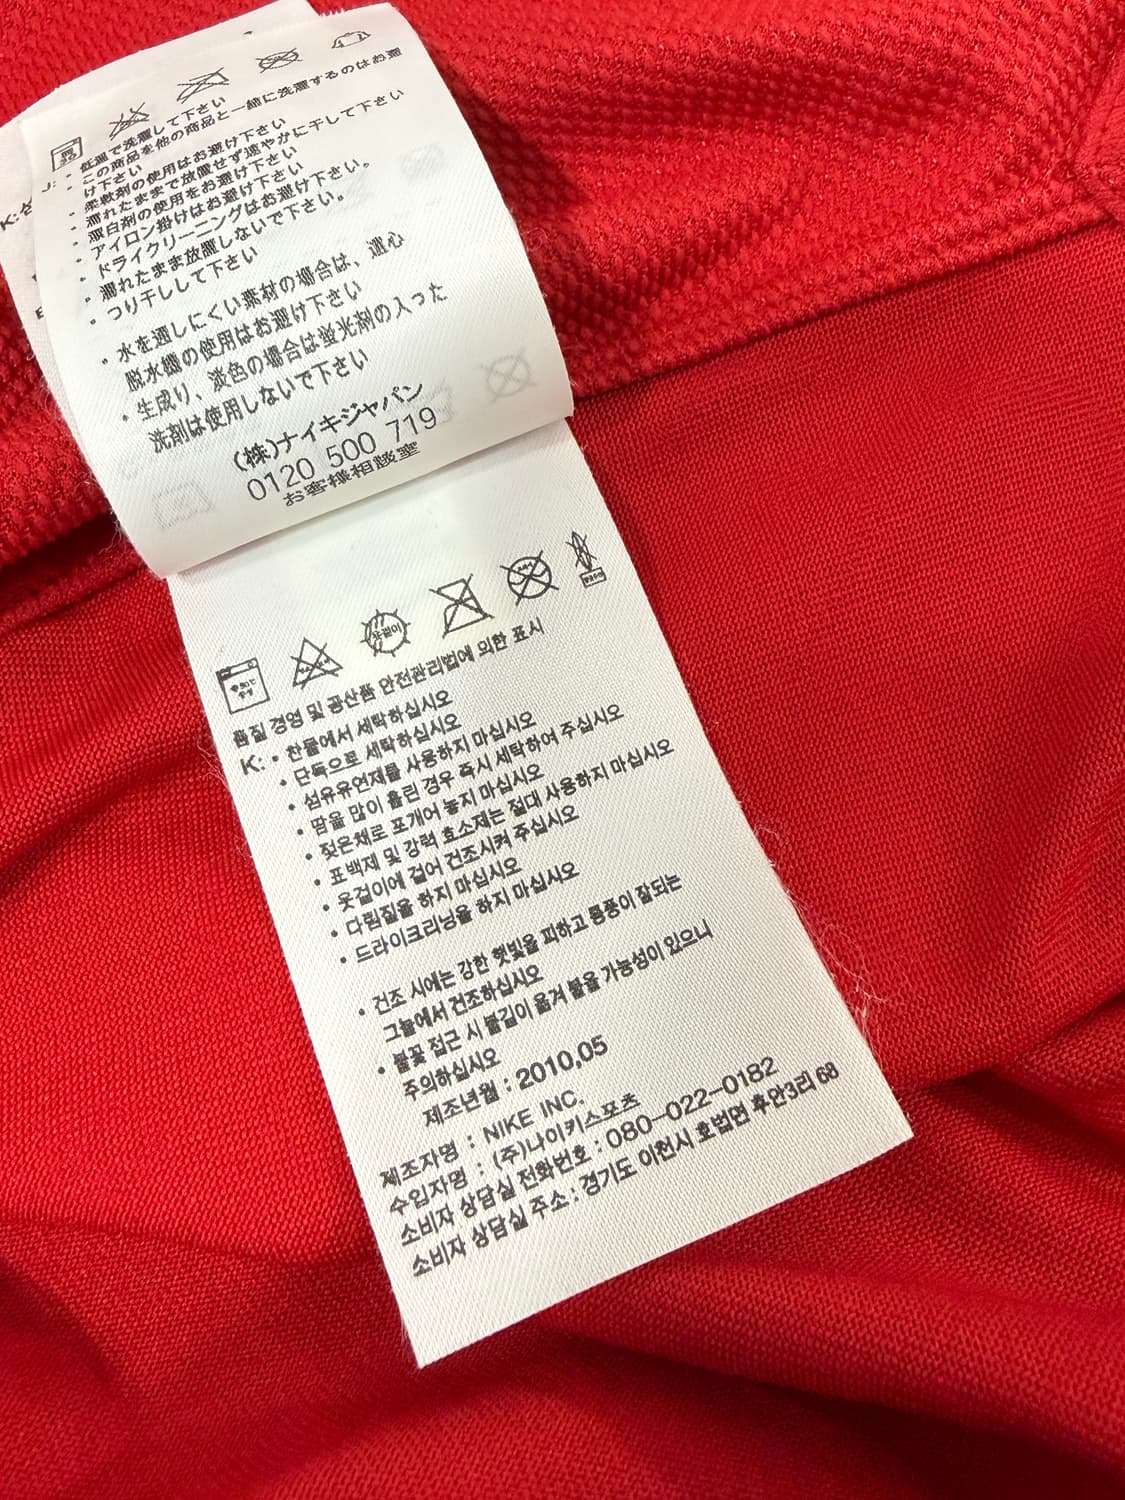 J: ・低温で洗濯して下さい
・この商品を他の商品と一緒に洗濯するのはお避
け下さい
・柔軟剤の使用はお避け下さい
・濡れたままで放置せず速やかに干して下さい
・漂白剤の使用をお避け下さい
・アイロン掛けはお避け下さい
・ドライクリーニングはお避け下さい。
・濡れたまま放置しないで下さい。
・つり干しして下さい
・水を通しにくい素材の場合は、遠心
脱水機の使用はお避け下さい
・生成り、淡色の場合は蛍光剤の入った
洗剤は使用しないで下さい
(株)ナイキジャパン
0120 500 719
お客様相談室
K:
옷걸이
품질 경영 및 공산품 안전관리법에 의한 표시
K: • 찬물에서 세탁하십시오
• 단독으로 세탁하십시오
• 섬유유연제를 사용하지 마십시오
• 땀을 많이 흘린 경우 즉시 세탁하여 주십시오
• 젖은채로 포개어 놓지 마십시오
• 표백제 및 강력 효소제는 절대 사용하지 마십시오
• 옷걸이에 걸어 건조시켜 주십시오
• 다림질을 하지 마십시오
• 드라이크리닝을 하지 마십시오
• 건조 시에는 강한 햇빛을 피하고 통풍이 잘되는
그늘에서 건조하십시오
• 불꽃 접근 시 불길이 옮겨 붙을 가능성이 있으니
주의하십시오
제조년월 : 2010,05
제조자명 : NIKE INC.
수입자명 : (주)나이키스포츠
소비자 상담실 전화번호 : 080-022-0182
소비자 상담실 주소 : 경기도 이천시 호법면 후안3리 68